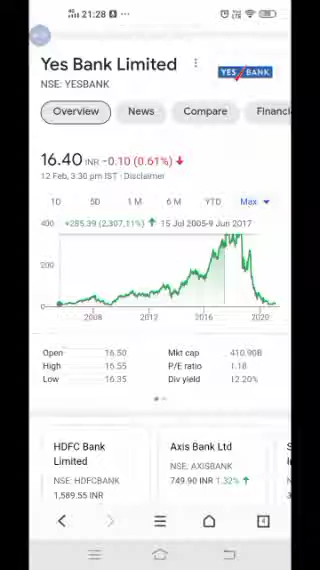 21:28
Yes Bank Limited
YES BANK
NSE: YESBANK
Overview News Compare Financi
16.40 INR -0.10 (0.61%)
12 Feb, 3:30 pm IST · Disclaimer
1D 5D 1 M 6 M YTD Max
+285.39 (2,307.11%) 15 Jul 2005-9 Jun 2017
400
200
0
2008 2012 2016 2020
Open 16.50 Mkt cap 410.90B
High 16.55 P/E ratio 1.18
Low 16.35 Div yield 12.20%
HDFC Bank Limited
NSE: HDFCBANK
1,589.55 INR
Axis Bank Ltd
NSE: AXISBANK
749.90 INR 1.32%
4